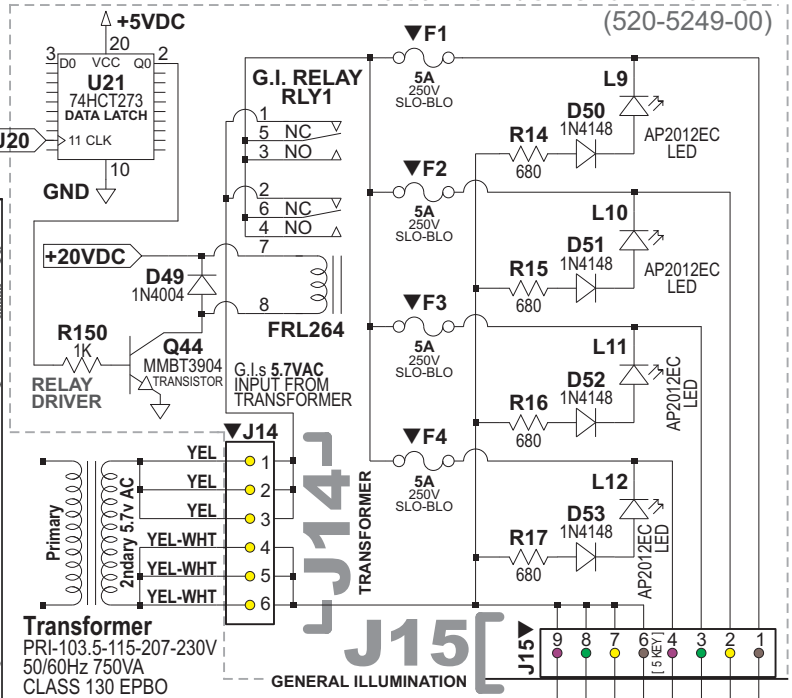 (520-5249-00)
+5VDC
20
VCC
3
D0
Q0
2
U21
74HCT273
DATA LATCH
11 CLK
J20
10
GND
G.I. RELAY
RLY1
1
5 NC
3 NO
2
6 NC
4 NO
7
8
FRL264
+20VDC
D49
1N4004
R150
1K
Q44
MMBT3904
TRANSISTOR
RELAY
DRIVER
G.I.s 5.7VAC
INPUT FROM
TRANSFORMER
▼F1
5A
250V
SLO-BLO
▼F2
5A
250V
SLO-BLO
▼F3
5A
250V
SLO-BLO
▼F4
5A
250V
SLO-BLO
L9
D50
1N4148
R14
680
AP2012EC
LED
L10
D51
1N4148
R15
680
AP2012EC
LED
L11
D52
1N4148
R16
680
AP2012EC
LED
L12
D53
1N4148
R17
680
AP2012EC
LED
▼J14
YEL 1
YEL 2
YEL 3
YEL-WHT 4
YEL-WHT 5
YEL-WHT 6
J14
TRANSFORMER
Primary
2ndary 5.7v AC
Transformer
PRI-103.5-115-207-230V
50/60Hz 750VA
CLASS 130 EPBO
J15
GENERAL ILLUMINATION
J15▼
9 8 7 6 [5 KEY] 4 3 2 1